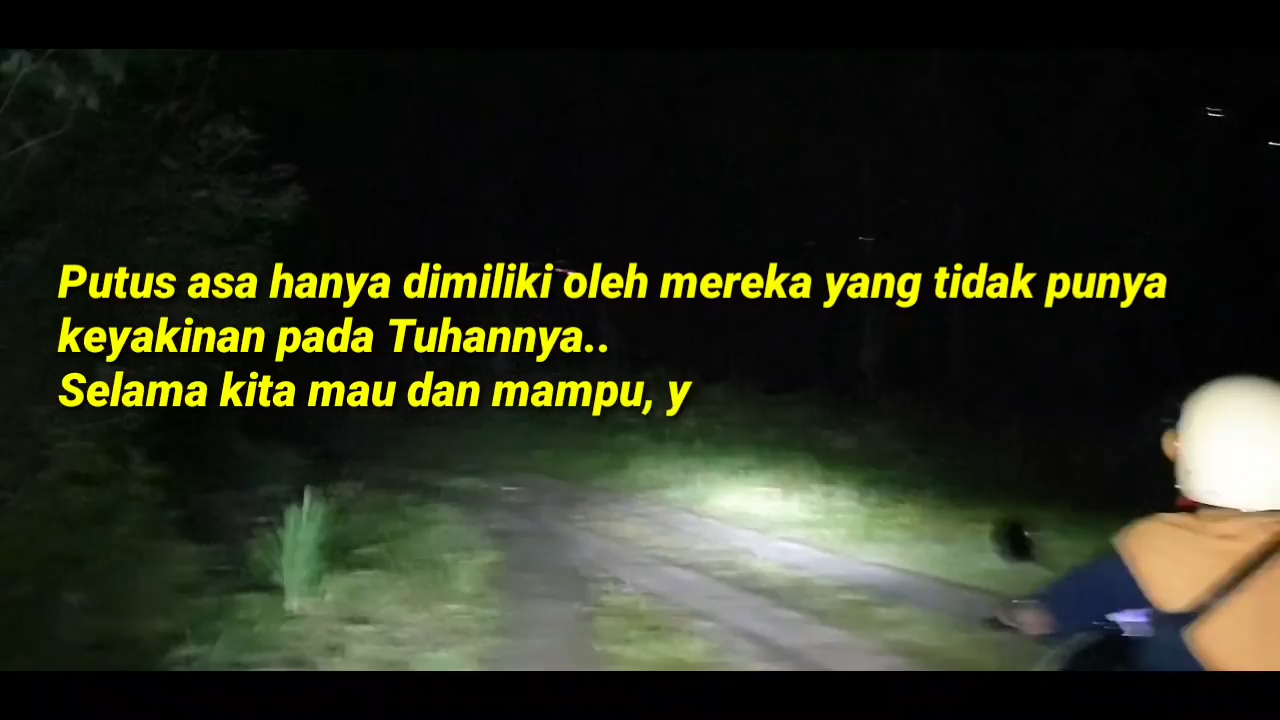 Putus asa hanya dimiliki oleh mereka yang tidak punya
keyakinan pada Tuhannya..
Selama kita mau dan mampu, y